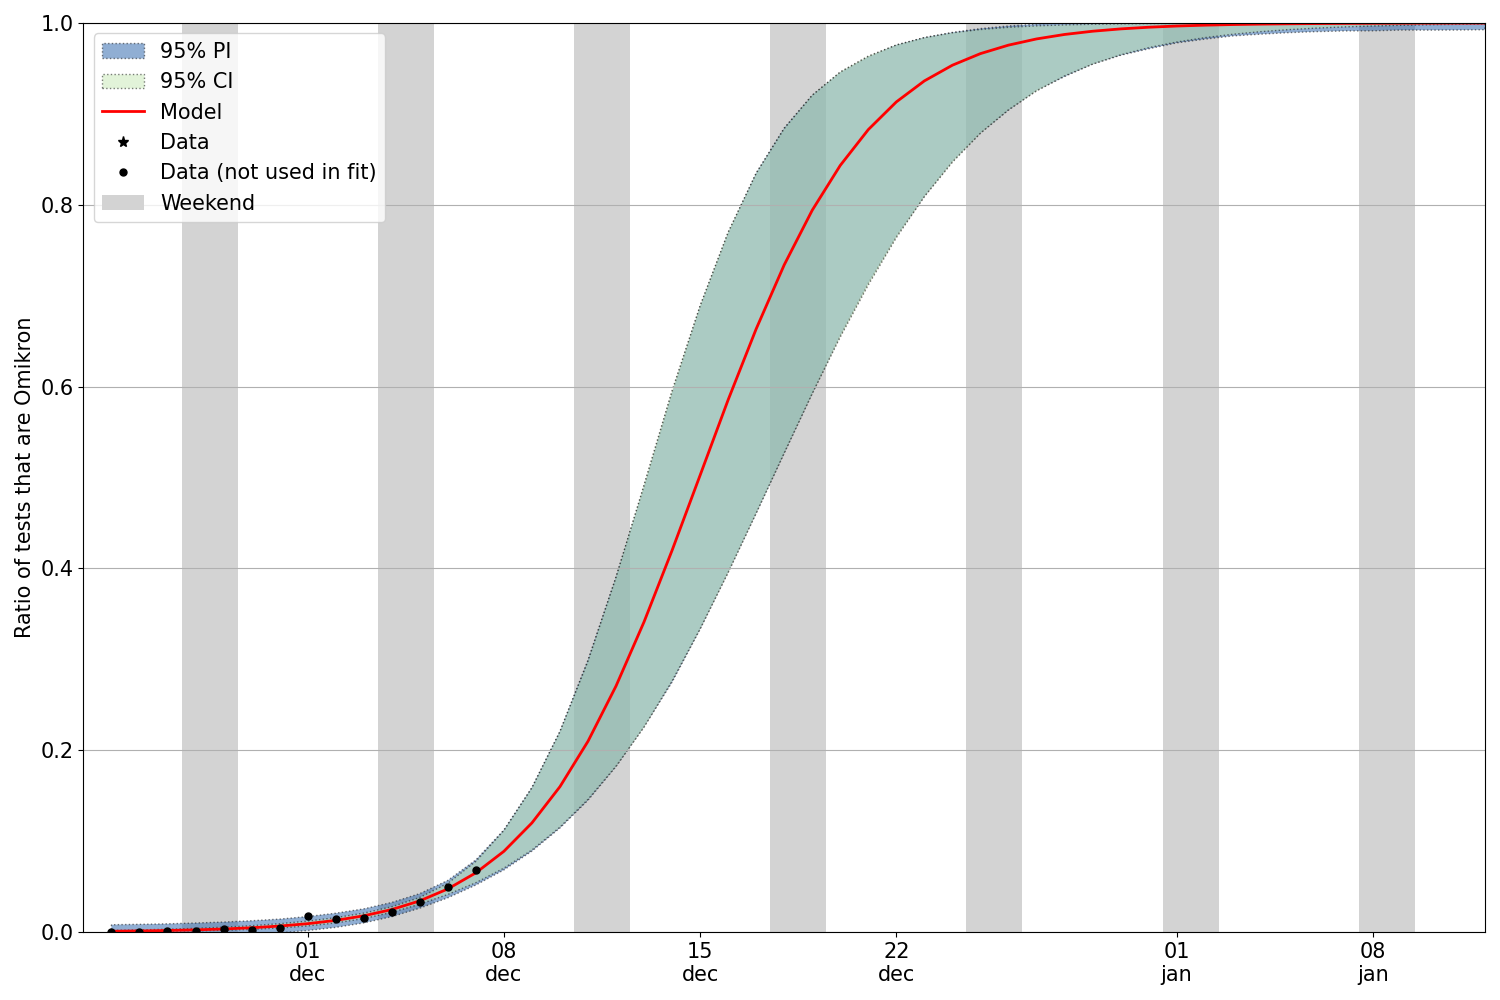 1.0
0.8
0.6
0.4
0.2
0.0
Ratio of tests that are Omikron
95% PI
95% CI
Model
Data
Data (not used in fit)
Weekend
01 08 15 22 01 08
dec dec dec dec jan jan